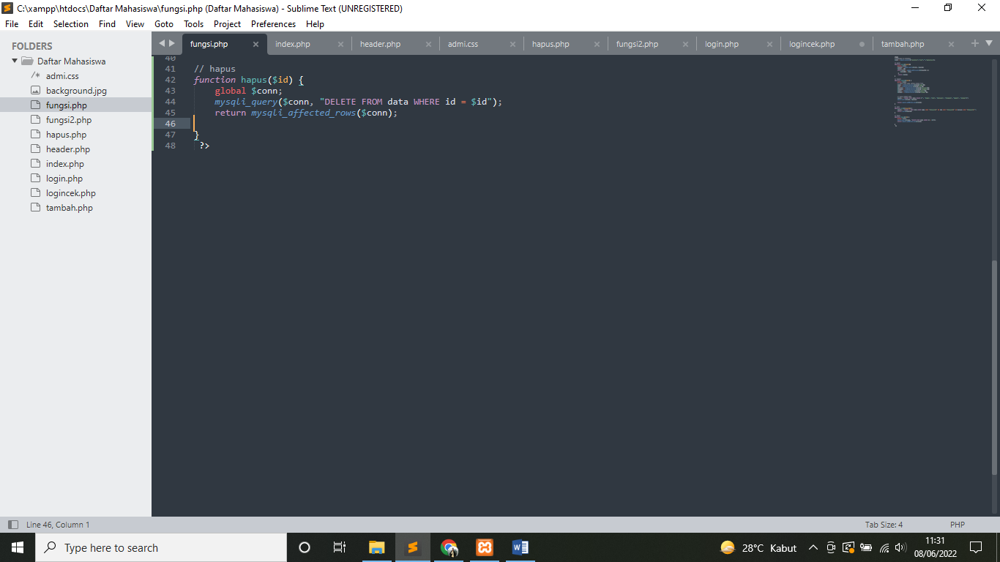 C:\xampp\htdocs\Daftar Mahasiswa\fungsi.php (Daftar Mahasiswa) - Sublime Text (UNREGISTERED)
File Edit Selection Find View Goto Tools Project Preferences Help
FOLDERS
Daftar Mahasiswa
/* admi.css
background.jpg
fungsi.php
fungsi2.php
hapus.php
header.php
index.php
login.php
logincek.php
tambah.php
fungsi.php index.php header.php admi.css hapus.php fungsi2.php login.php logincek.php tambah.php
40
41 // hapus
42 function hapus($id) {
43 global $conn;
44 mysqli_query($conn, "DELETE FROM data WHERE id = $id");
45 return mysqli_affected_rows($conn);
46
47 }
48 ?>
Line 46, Column 1 Tab Size: 4 PHP
Type here to search 28°C Kabut 11:31
08/06/2022